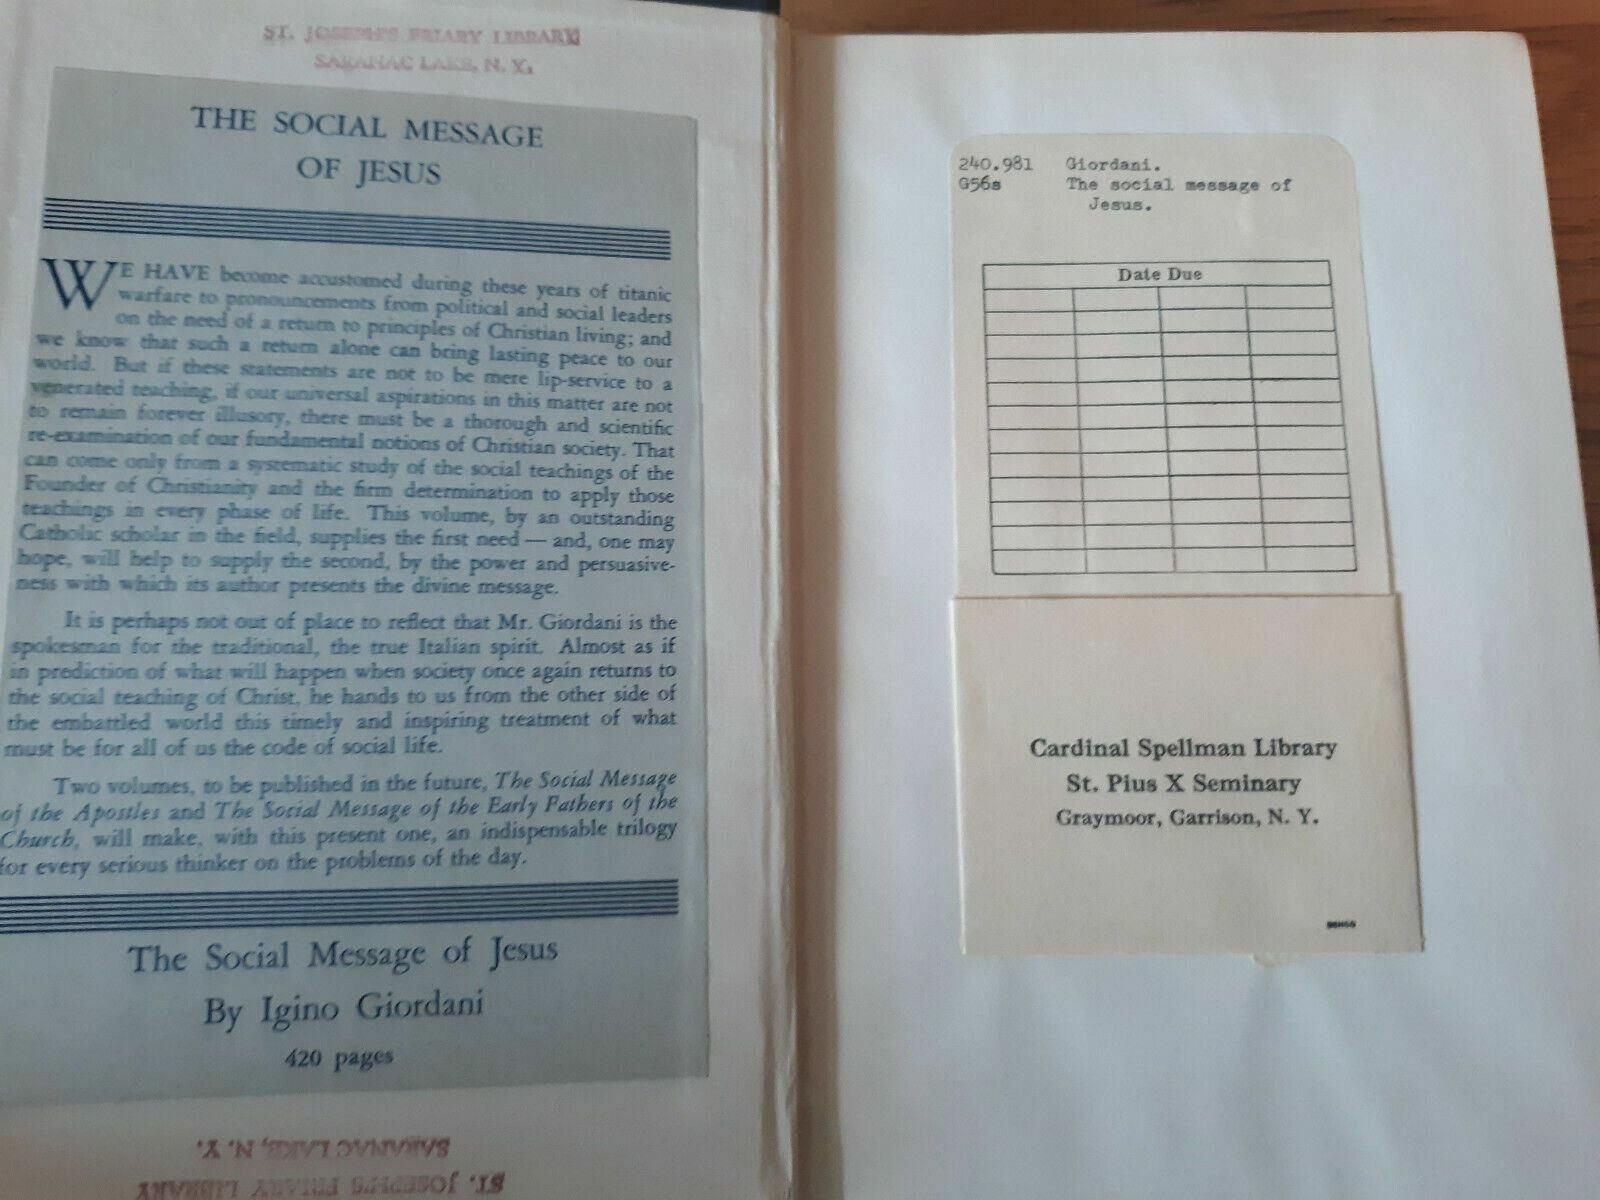 ST. JOSEPH'S FRIARY LIBRARY
SARANAC LAKE, N. Y.
THE SOCIAL MESSAGE
OF JESUS
WE HAVE become accustomed during these years of titanic
warfare to pronouncements from political and social leaders
on the need of a return to principles of Christian living; and
we know that such a return alone can bring lasting peace to our
world. But if these statements are not to be mere lip-service to a
venerated teaching, if our universal aspirations in this matter are not
to remain forever illusory, there must be a thorough and scientific
re-examination of our fundamental notions of Christian society. That
can come only from a systematic study of the social teachings of the
Founder of Christianity and the firm determination to apply those
teachings in every phase of life. This volume, by an outstanding
Catholic scholar in the field, supplies the first need — and, one may
hope, will help to supply the second, by the power and persuasive-
ness with which its author presents the divine message.
It is perhaps not out of place to reflect that Mr. Giordani is the
spokesman for the traditional, the true Italian spirit. Almost as if
in prediction of what will happen when society once again returns to
the social teaching of Christ, he hands to us from the other side of
the embattled world this timely and inspiring treatment of what
must be for all of us the code of social life.
Two volumes, to be published in the future, The Social Message
of the Apostles and The Social Message of the Early Fathers of the
Church, will make, with this present one, an indispensable trilogy
for every serious thinker on the problems of the day.
The Social Message of Jesus
By Igino Giordani
420 pages
SARANAC LAKE, N. Y.
ST. JOSEPH'S FRIARY LIBRARY
240.981 Giordani.
G56s The social message of
Jesus.
Date Due
Cardinal Spellman Library
St. Pius X Seminary
Graymoor, Garrison, N. Y.